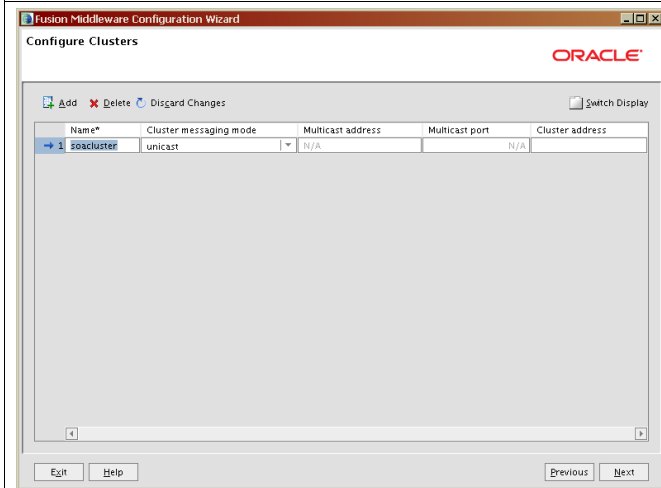 Fusion Middleware Configuration Wizard
Configure Clusters
ORACLE
Add Delete Discard Changes Switch Display
Name* Cluster messaging mode Multicast address Multicast port Cluster address
1 soacluster unicast N/A N/A
Exit Help Previous Next